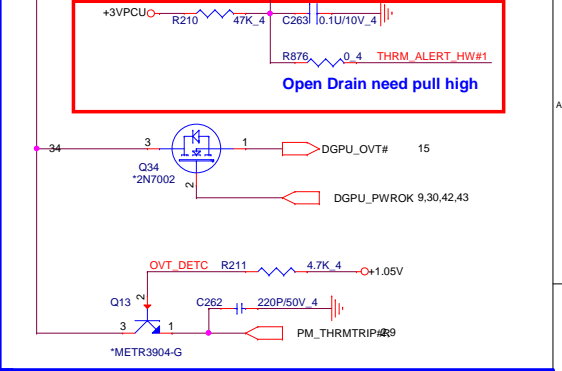 +3VPCU R210 47K_4 C263 0.1U/10V_4
R876 0_4 THRM_ALERT_HW#1
Open Drain need pull high
A
34 3 1 DGPU_OVT# 15
Q34
*2N7002
2
DGPU_PWROK 9,30,42,43
OVT_DETC R211 4.7K_4 +1.05V
Q13 2 C262 220P/50V_4
3 1 PM_THRMTRIP#
*METR3904-G